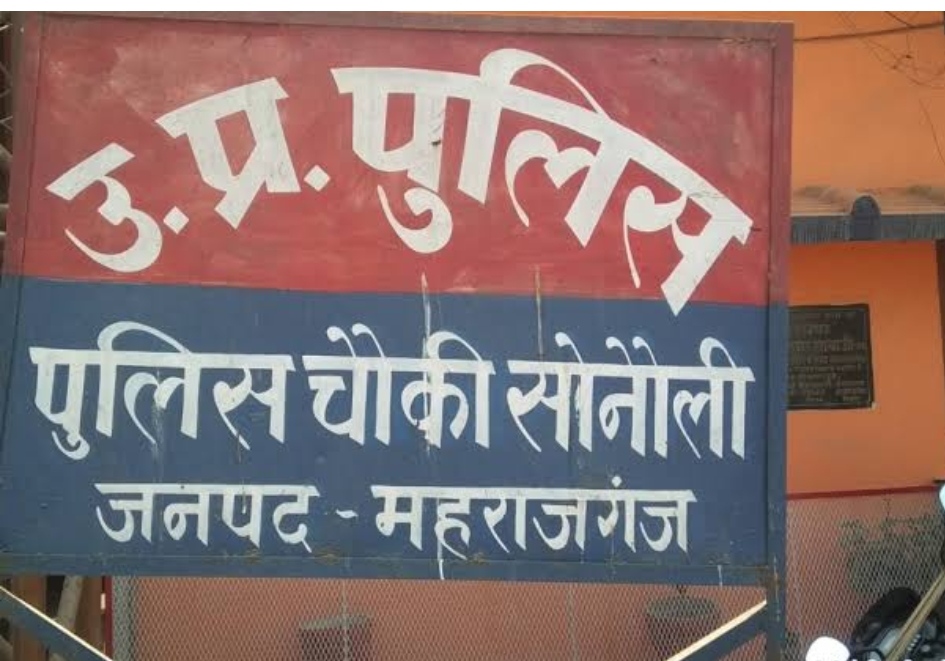 उ.प्र. पुलिस
पुलिस चौकी सोनौली
जनपद - महराजगंज